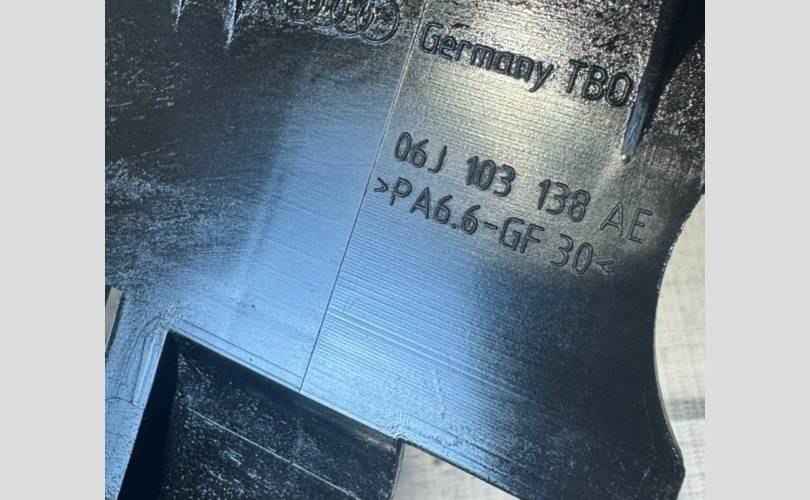 Germany TBO
06J 103 138 AE
>PA6.6-GF 30<